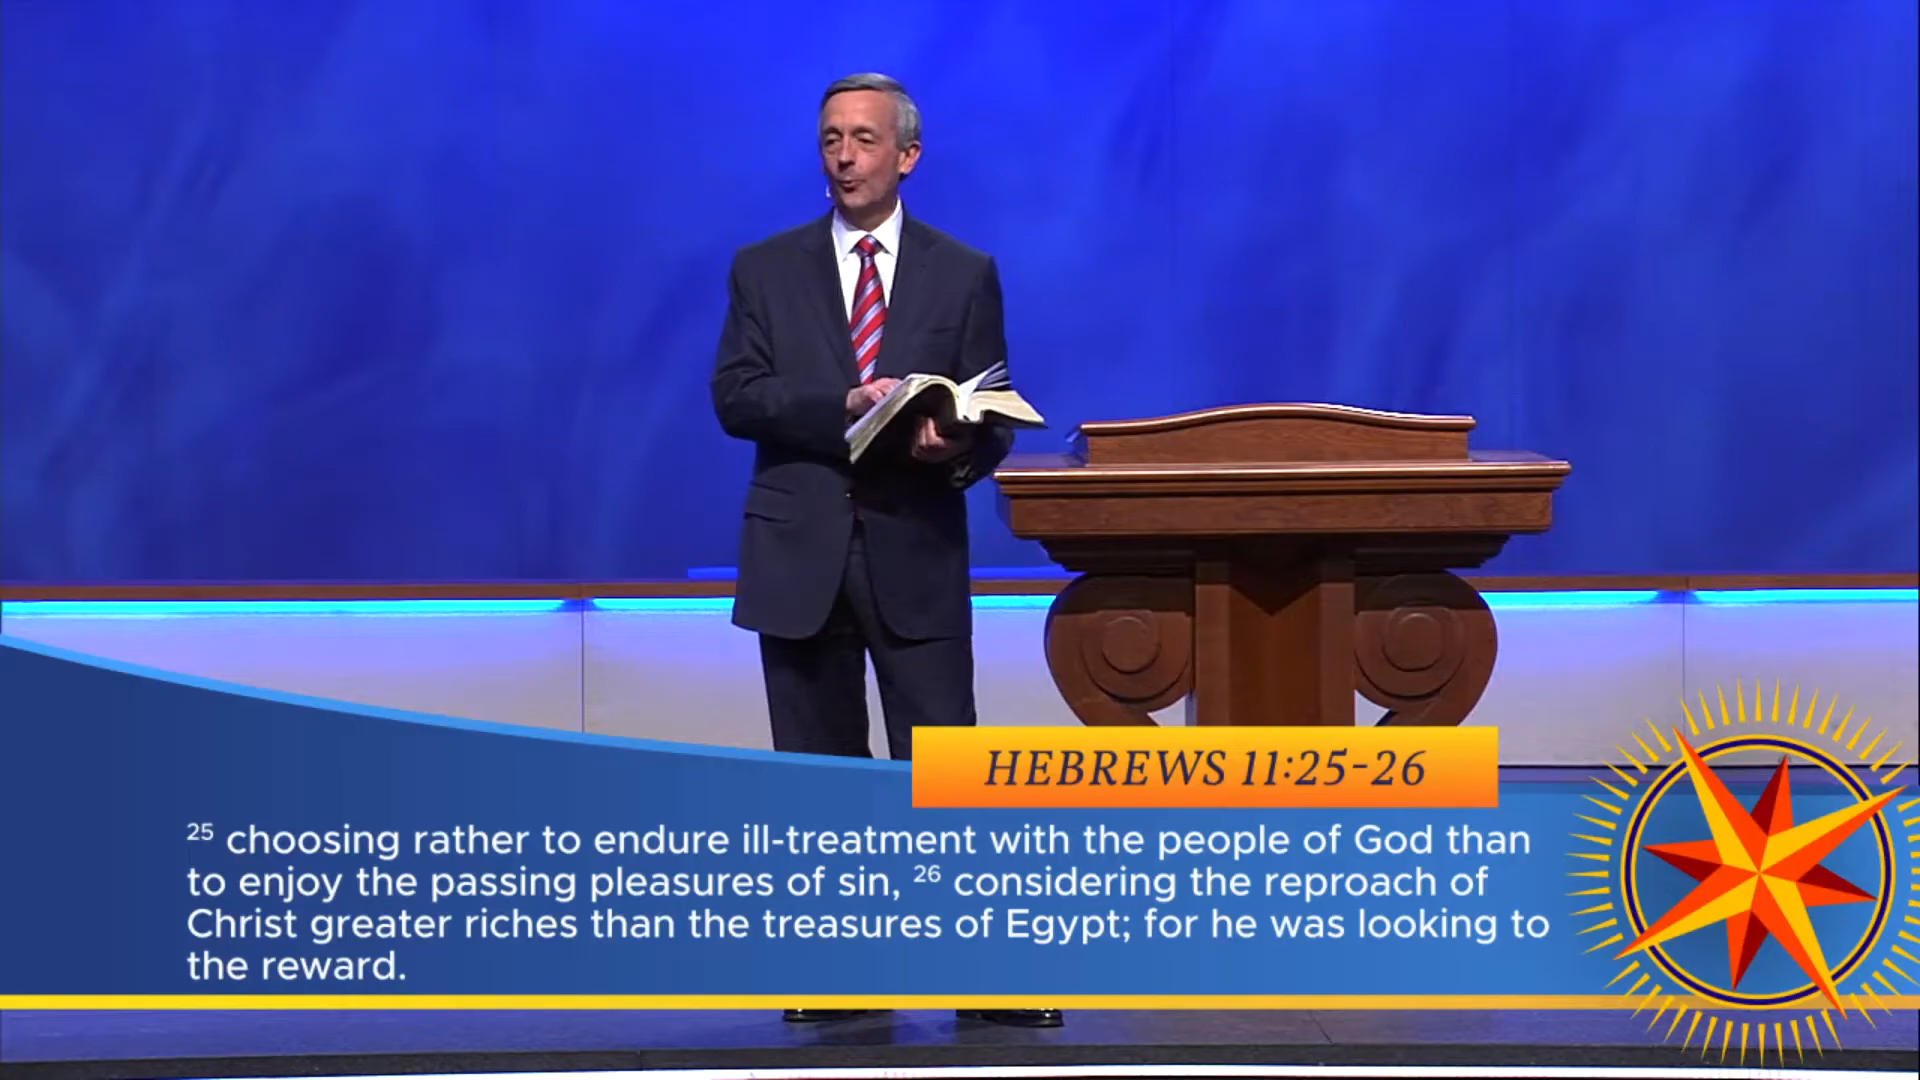 HEBREWS 11:25-26
25 choosing rather to endure ill-treatment with the people of God than
to enjoy the passing pleasures of sin, 26 considering the reproach of
Christ greater riches than the treasures of Egypt; for he was looking to
the reward.